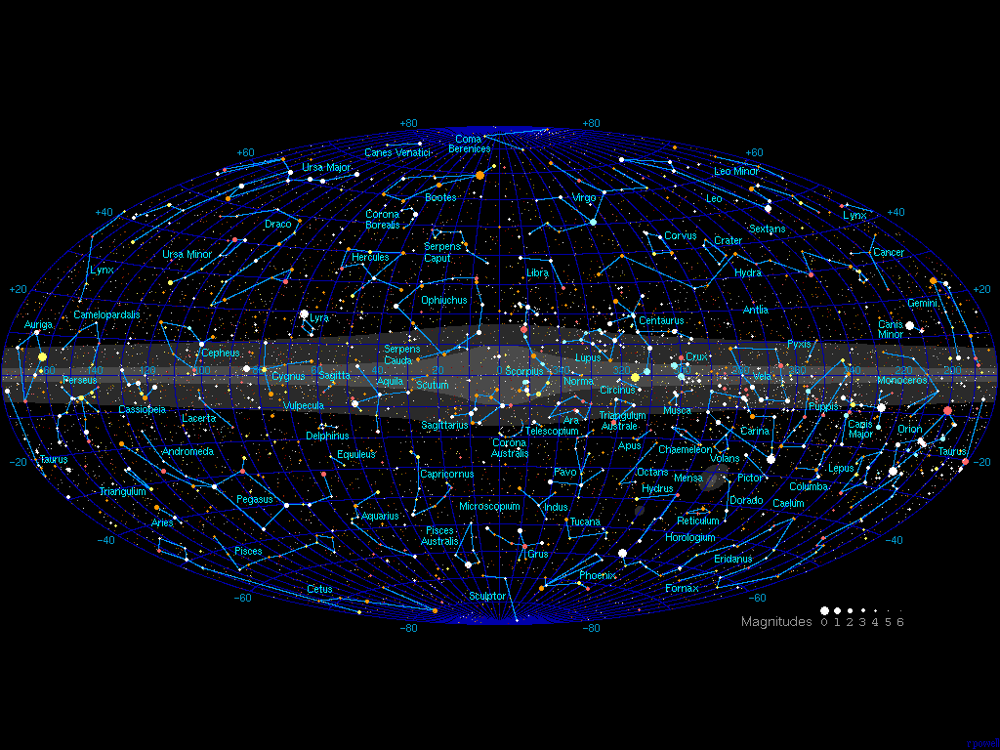 +80 +80
Coma
Berenices
Canes Venatici
+60 +60
Ursa Major
Leo Minor
Bootes
Virgo
Leo
+40 +40
Corona
Borealis
Lynx
Draco
Sextans
Hercules
Serpens
Caput
Corvus
Crater
Ursa Minor
Cancer
Lynx
Libra
Hydra
+20 +20
Ophiuchus
Gemini
Camelopardalis
Lyra
Antlia
Auriga
Centaurus
Canis
Minor
Cepheus
Serpens
Cauda
Lupus
Crux
Pyxis
Scorpius
Perseus
Cygnus
Sagitta
Aquila
Scutum
Norma
Circinus
Vela
Monoceros
Cassiopeia
Vulpecula
Lacerta
Sagittarius
Ara
Telescopium
Triangulum
Australe
Musca
Puppis
Carina
Canis
Major
Orion
Delphinus
Corona
Australis
Apus
Chaemeleon
Volans
Taurus
Andromeda
Equuleus
Taurus
-20 -20
Capricornus
Pavo
Octans
Mensa
Pictor
Lepus
Triangulum
Hydrus
Columba
Pegasus
Microscopium
Indus
Dorado
Caelum
Aries
Aquarius
Tucana
Reticulum
Pisces
Australis
Horologium
-40 -40
Pisces
Grus
Eridanus
Phoenix
Cetus
Sculptor
Fornax
-60 -60
Magnitudes 0 1 2 3 4 5 6
-80 -80
cpowell